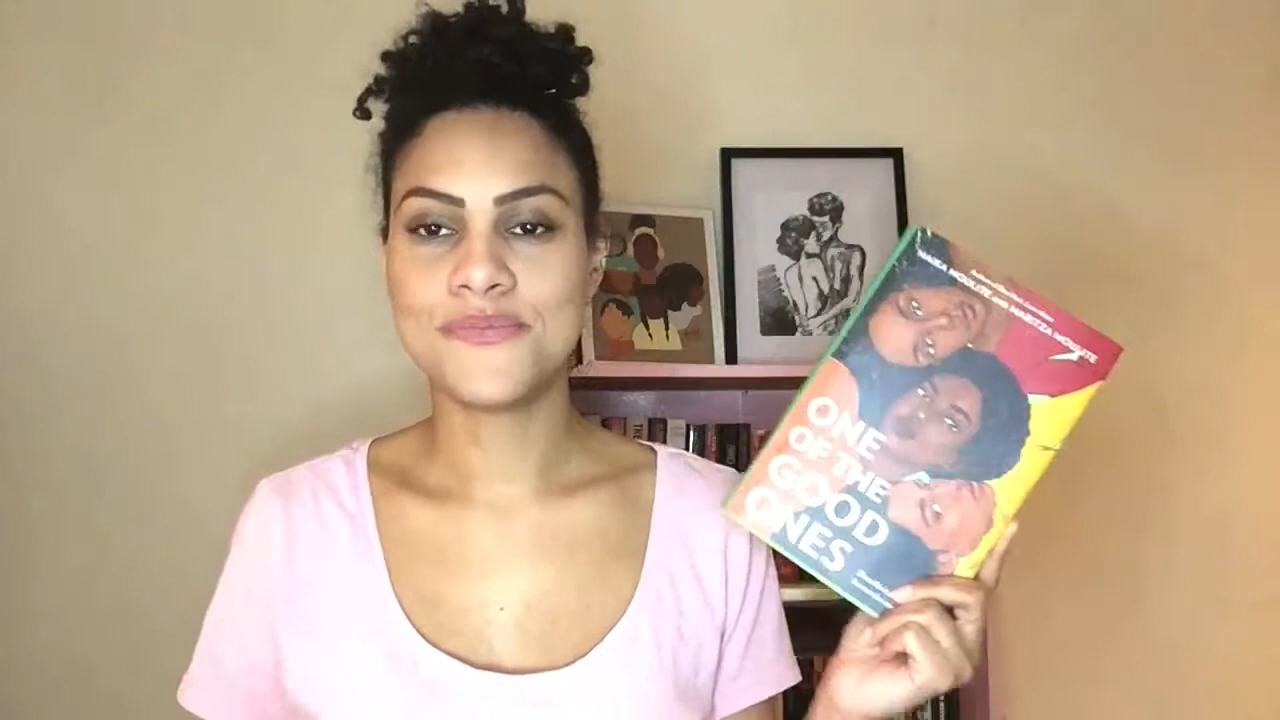 MAIKA MOULITE AND MARITZA MOULITE
ONE
OF THE
GOOD
ONES